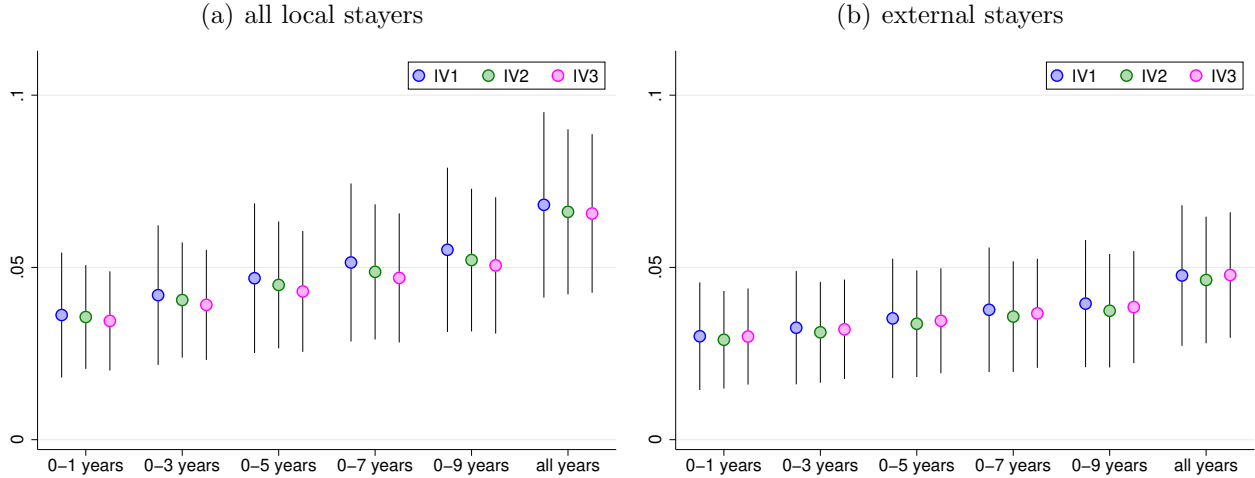 (a) all local stayers
IV1 IV2 IV3
.1
.05
0
0−1 years 0−3 years 0−5 years 0−7 years 0−9 years all years
(b) external stayers
IV1 IV2 IV3
.1
.05
0
0−1 years 0−3 years 0−5 years 0−7 years 0−9 years all years